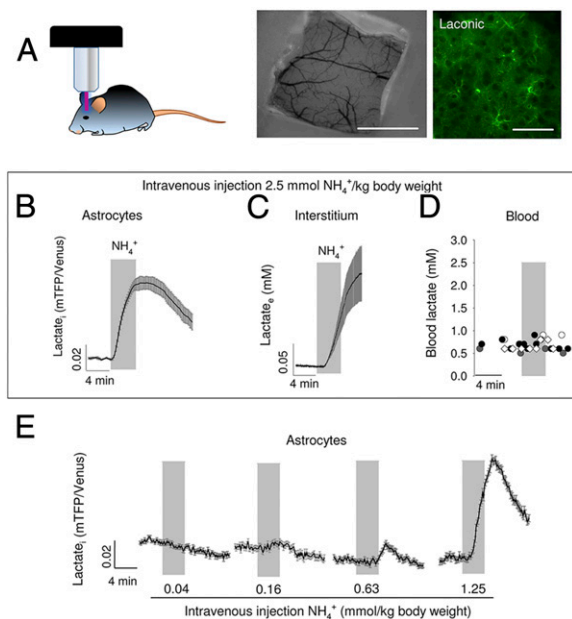 A
Laconic
Intravenous injection 2.5 mmol NH₄⁺/kg body weight
B
Astrocytes
NH₄⁺
Lactateᵢ (mTFP/Venus)
0.02
4 min
C
Interstitium
NH₄⁺
Lactateₑ (mM)
0.05
4 min
D
Blood
Blood lactate (mM)
3.0
2.5
2.0
1.5
1.0
0.5
0.0
4 min
E
Astrocytes
Lactateᵢ (mTFP/Venus)
0.02
4 min
0.04 0.16 0.63 1.25
Intravenous injection NH₄⁺ (mmol/kg body weight)